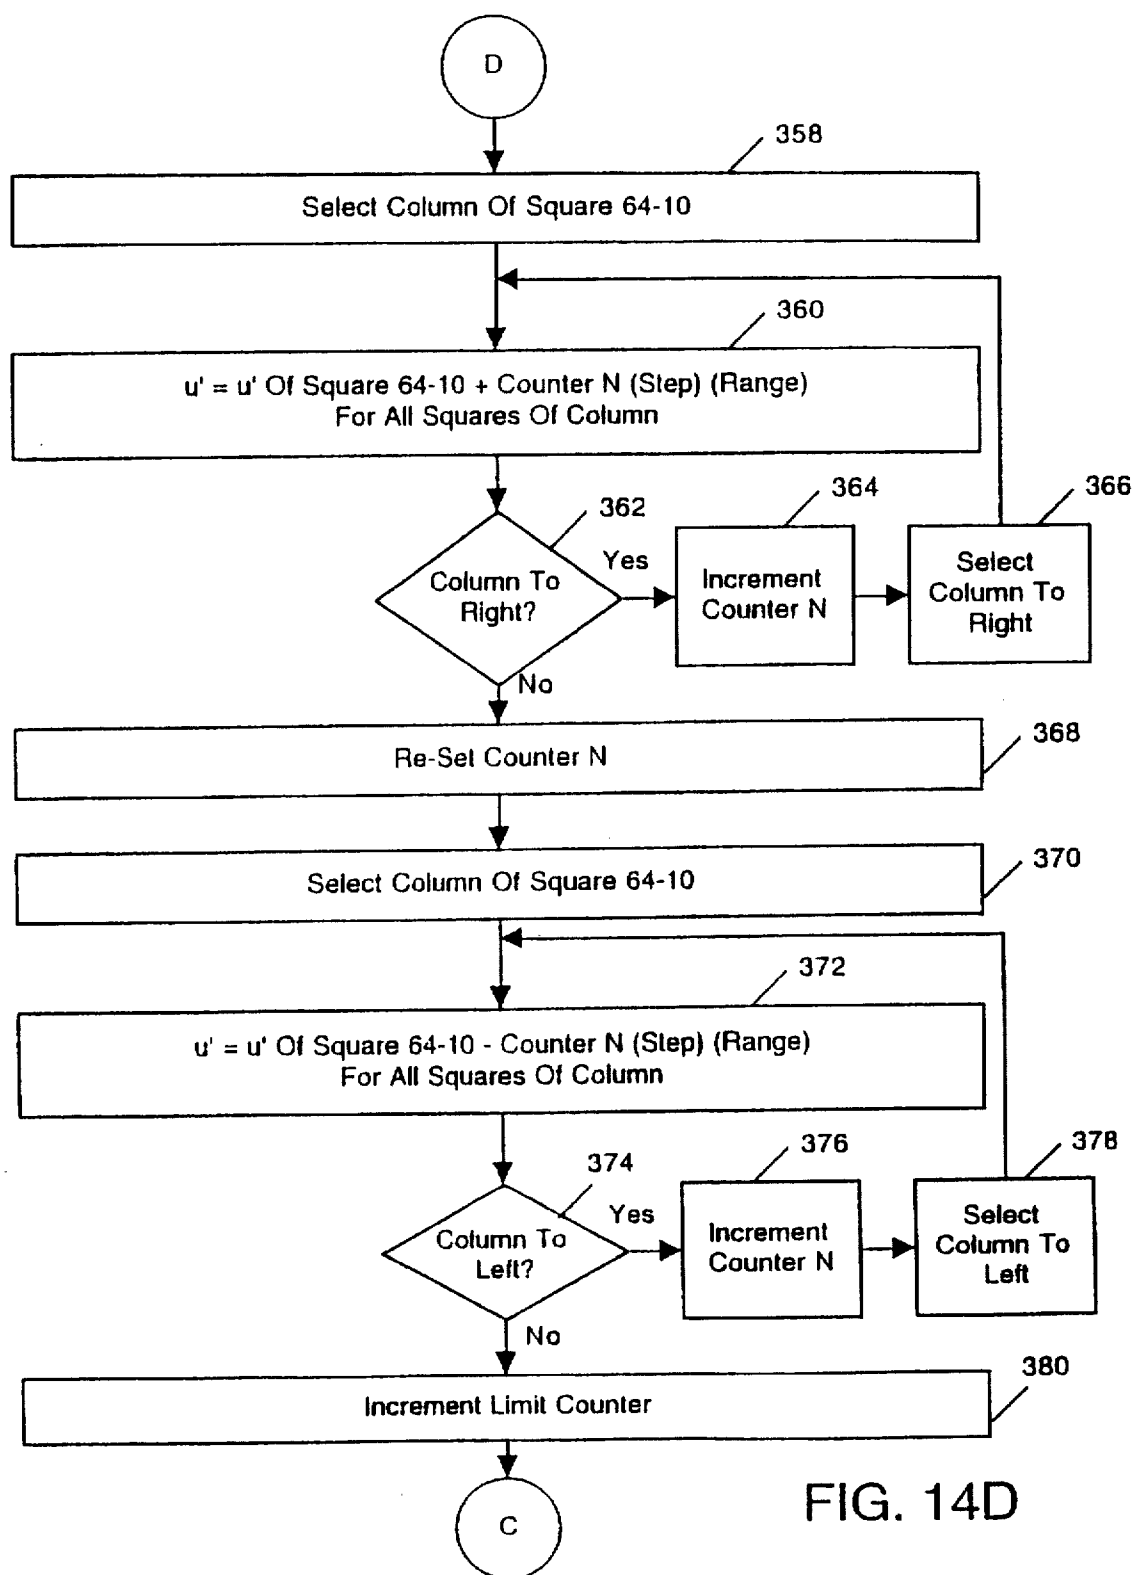 D
358
Select Column Of Square 64-10
360
u' = u' Of Square 64-10 + Counter N (Step) (Range)
For All Squares Of Column
362
364
366
Column To
Right?
Yes
Increment
Counter N
Select
Column To
Right
No
368
Re-Set Counter N
370
Select Column Of Square 64-10
372
u' = u' Of Square 64-10 - Counter N (Step) (Range)
For All Squares Of Column
374
376
378
Column To
Left?
Yes
Increment
Counter N
Select
Column To
Left
No
380
Increment Limit Counter
C
FIG. 14D